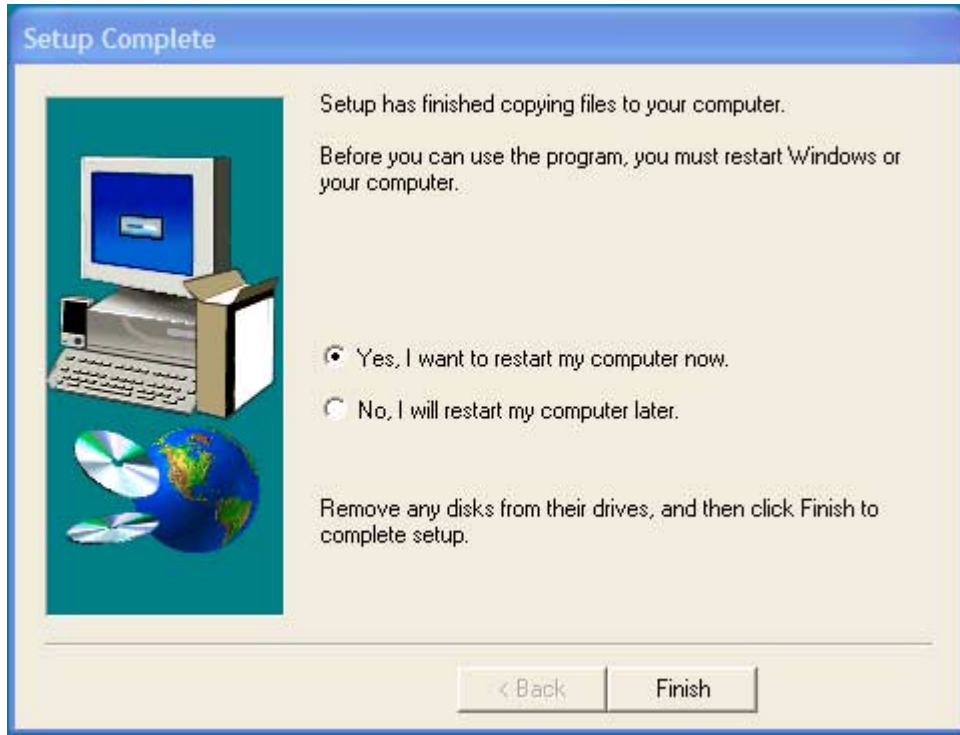 Setup Complete
Setup has finished copying files to your computer.
Before you can use the program, you must restart Windows or
your computer.
Yes, I want to restart my computer now.
No, I will restart my computer later.
Remove any disks from their drives, and then click Finish to
complete setup.
< Back
Finish